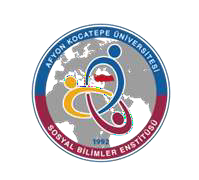 AFYON KOCATEPE ÜNİVERSİTESİ
1992
SOSYAL BİLİMLER ENSTİTÜSÜ